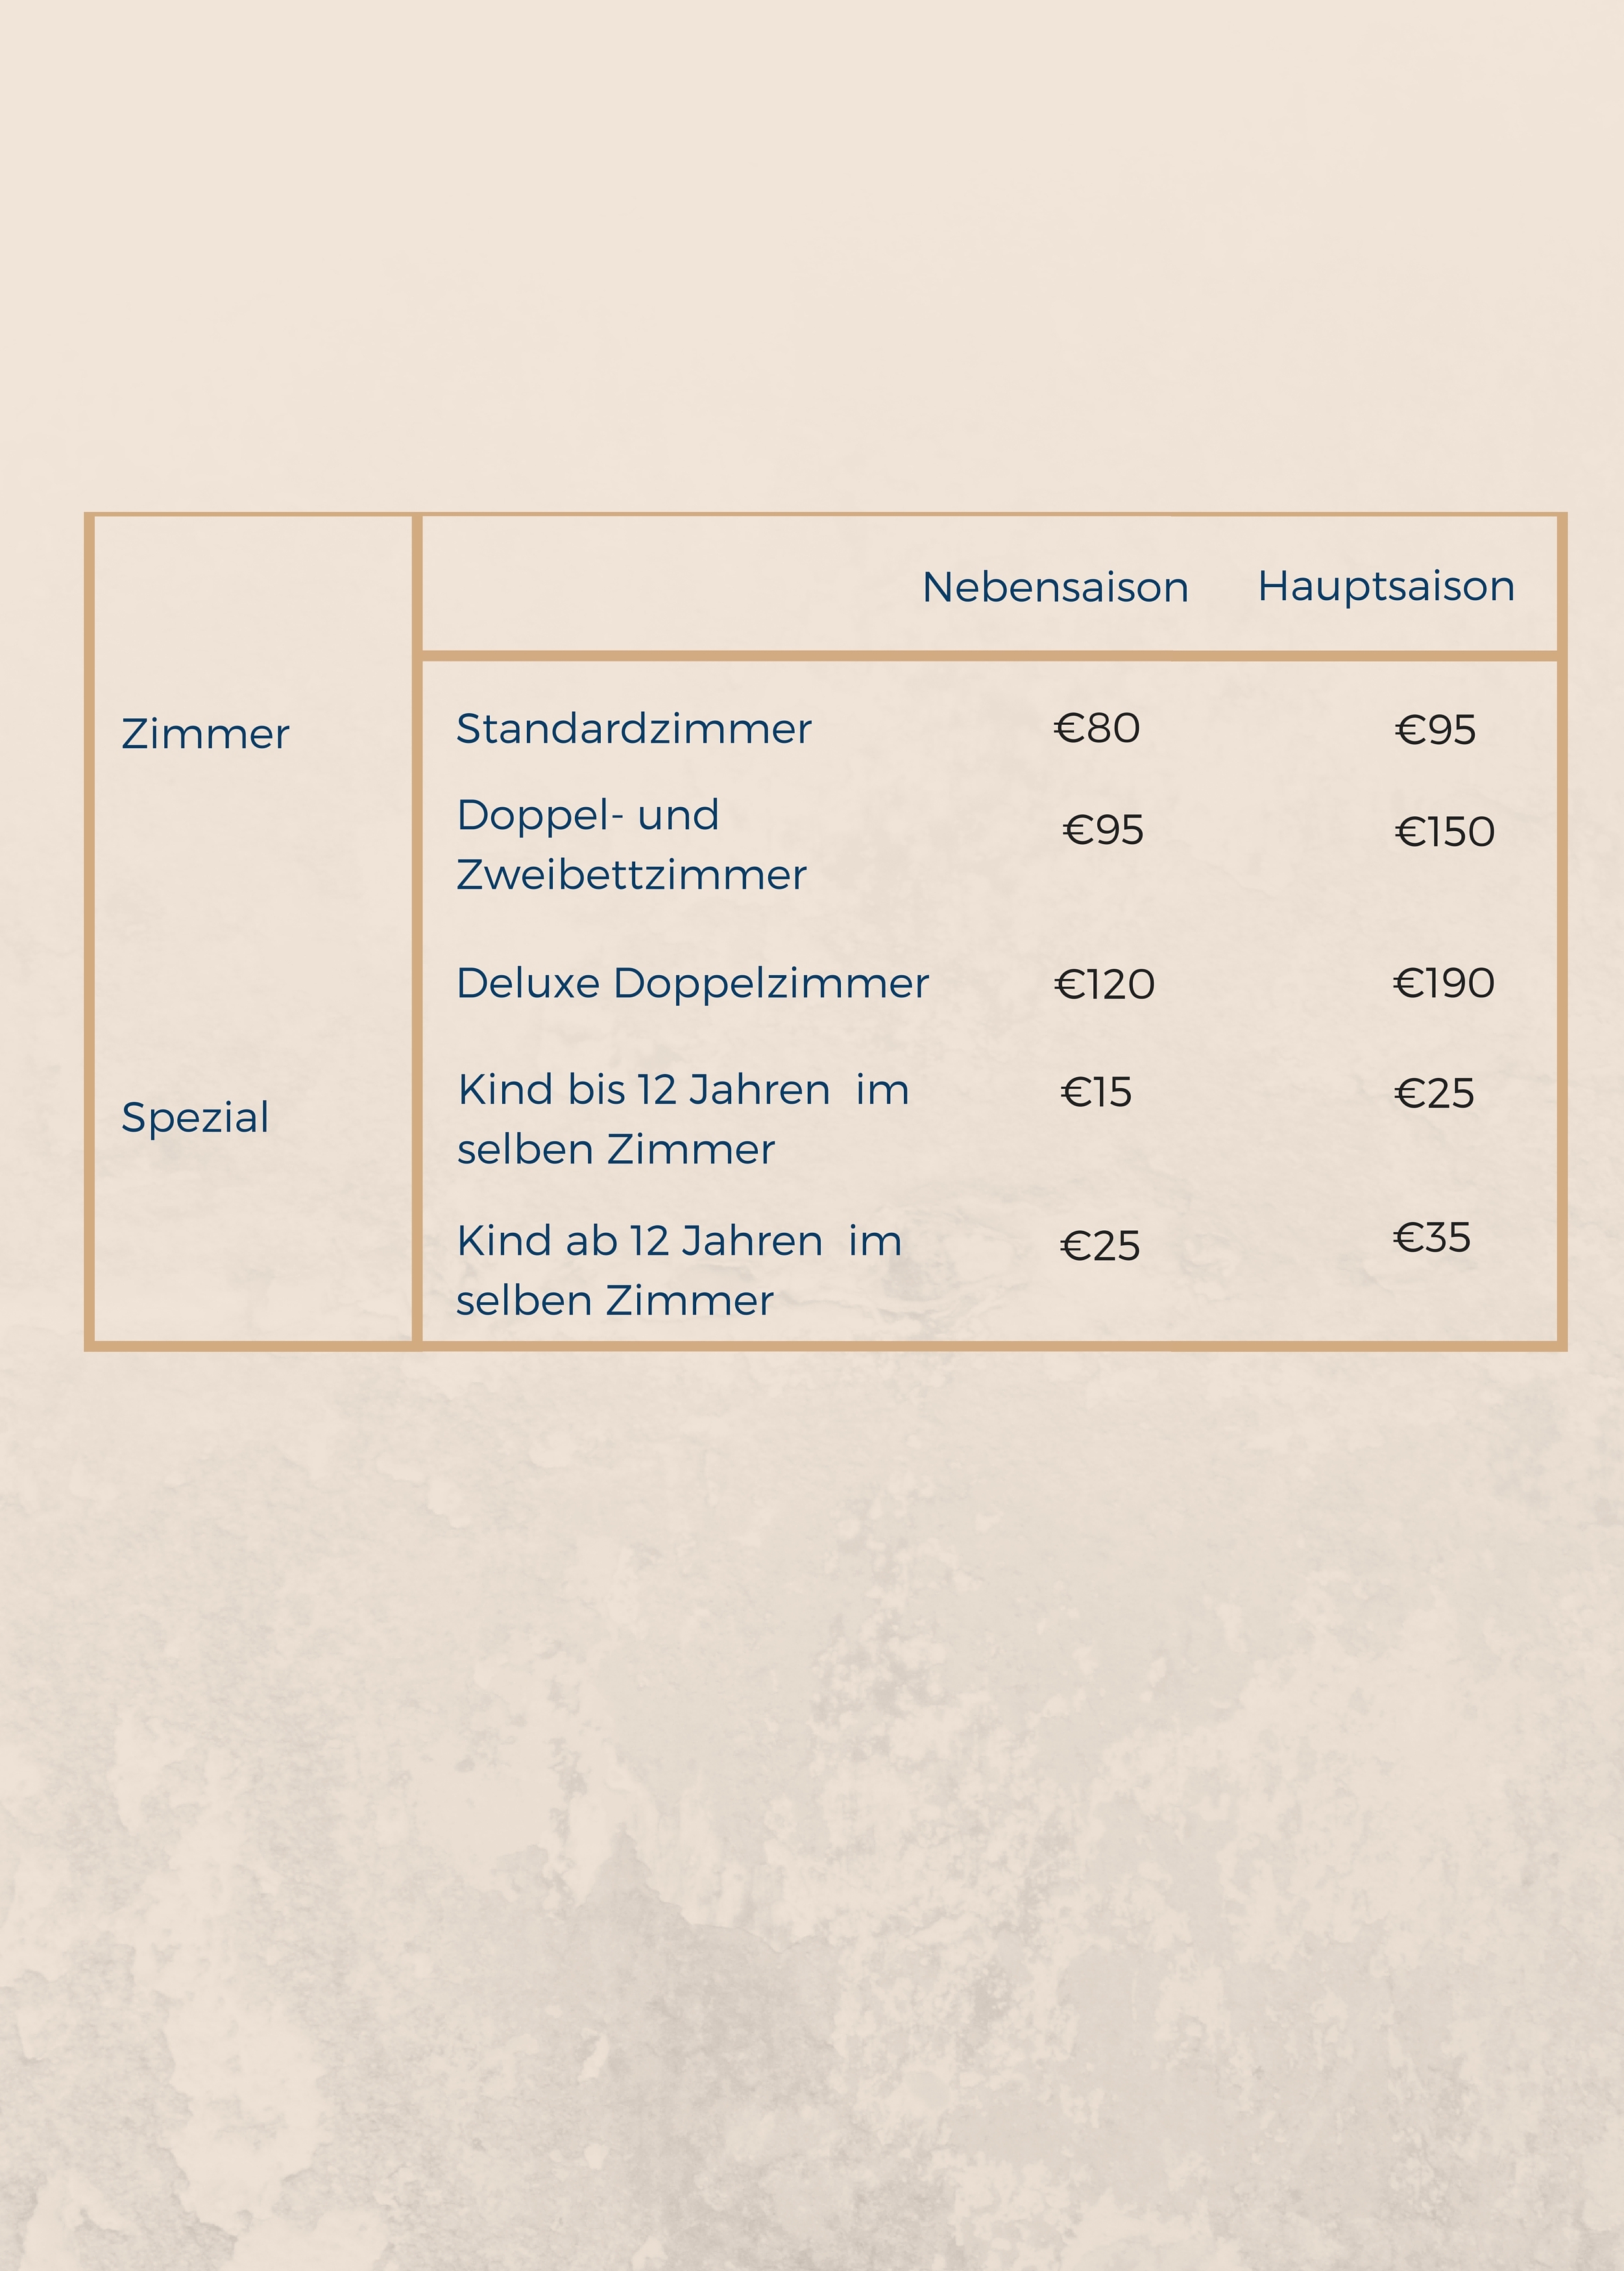 Nebensaison Hauptsaison
Zimmer Standardzimmer €80 €95
Doppel- und €95 €150
Zweibettzimmer
Deluxe Doppelzimmer €120 €190
Spezial Kind bis 12 Jahren im €15 €25
selben Zimmer
Kind ab 12 Jahren im €25 €35
selben Zimmer